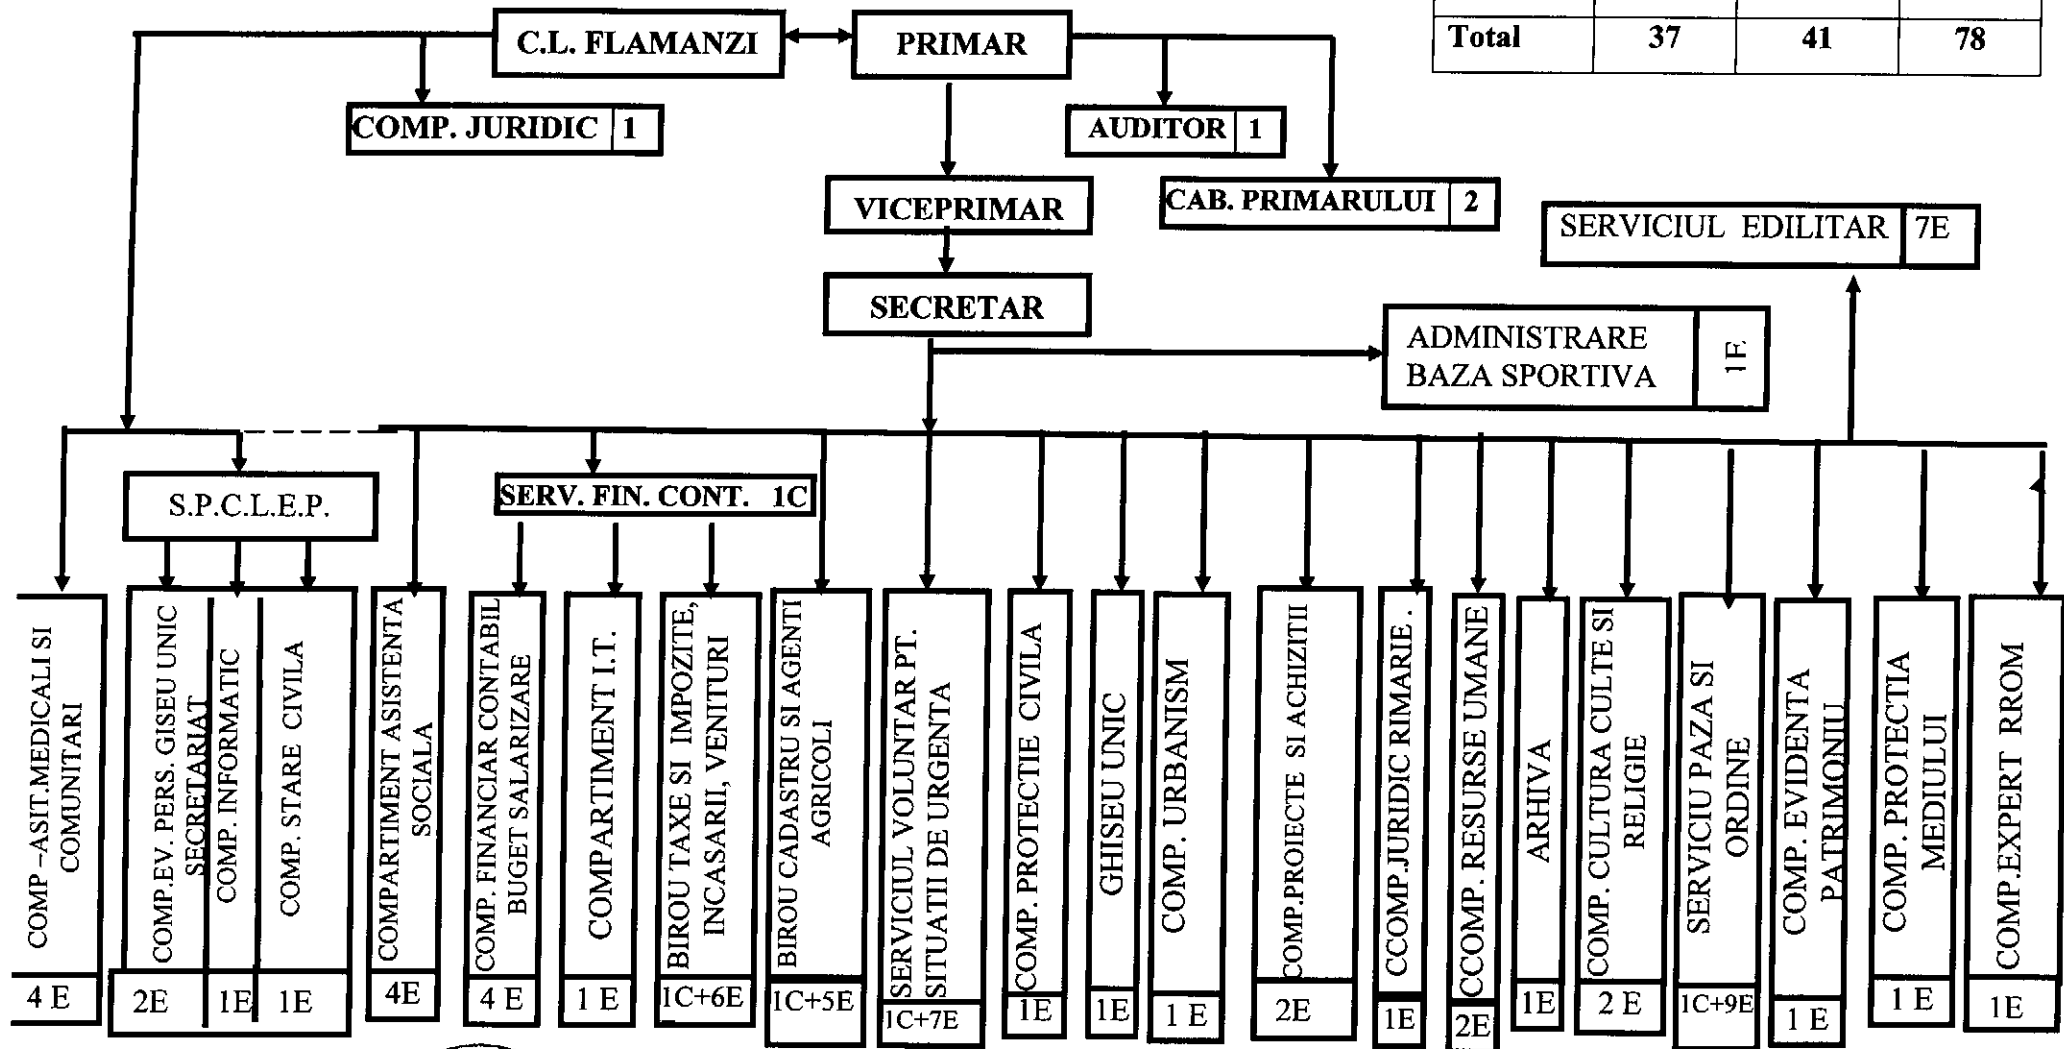 Total 37 41 78
C.L. FLAMANZI
PRIMAR
COMP. JURIDIC 1
AUDITOR 1
VICEPRIMAR
CAB. PRIMARULUI 2
SERVICIUL EDILITAR 7E
SECRETAR
ADMINISTRARE
BAZA SPORTIVA
1E
S.P.C.L.E.P.
SERV. FIN. CONT. 1C
COMP –ASIT.MEDICALI SI
COMUNITARI
4 E
COMP.EV. PERS. GISEU UNIC
SECRETARIAT
2E
COMP. INFORMATIC
1E
COMP. STARE CIVILA
1E
COMPARTIMENT ASISTENTA
SOCIALA
4E
COMP. FINANCIAR CONTABIL
BUGET SALARIZARE
4 E
COMPARTIMENT I.T.
1 E
BIROU TAXE SI IMPOZITE,
INCASARII, VENITURI
1C+6E
BIROU CADASTRU SI AGENTI
AGRICOLI
1C+5E
SERVICIUL VOLUNTAR PT.
SITUATII DE URGENTA
1C+7E
COMP. PROTECTIE CIVILA
1E
GHISEU UNIC
1E
COMP. URBANISM
1 E
COMP.PROIECTE SI ACHIZITII
2E
CCOMP.JURIDIC RIMARIE .
1E
CCOMP. RESURSE UMANE
2E
ARHIVA
1E
COMP. CULTURA CULTE SI
RELIGIE
2 E
SERVICIU PAZA SI
ORDINE
1C+9E
COMP. EVIDENTA
PATRIMONIU
1 E
COMP. PROTECTIA
MEDIULUI
1 E
COMP.EXPERT RROM
1E